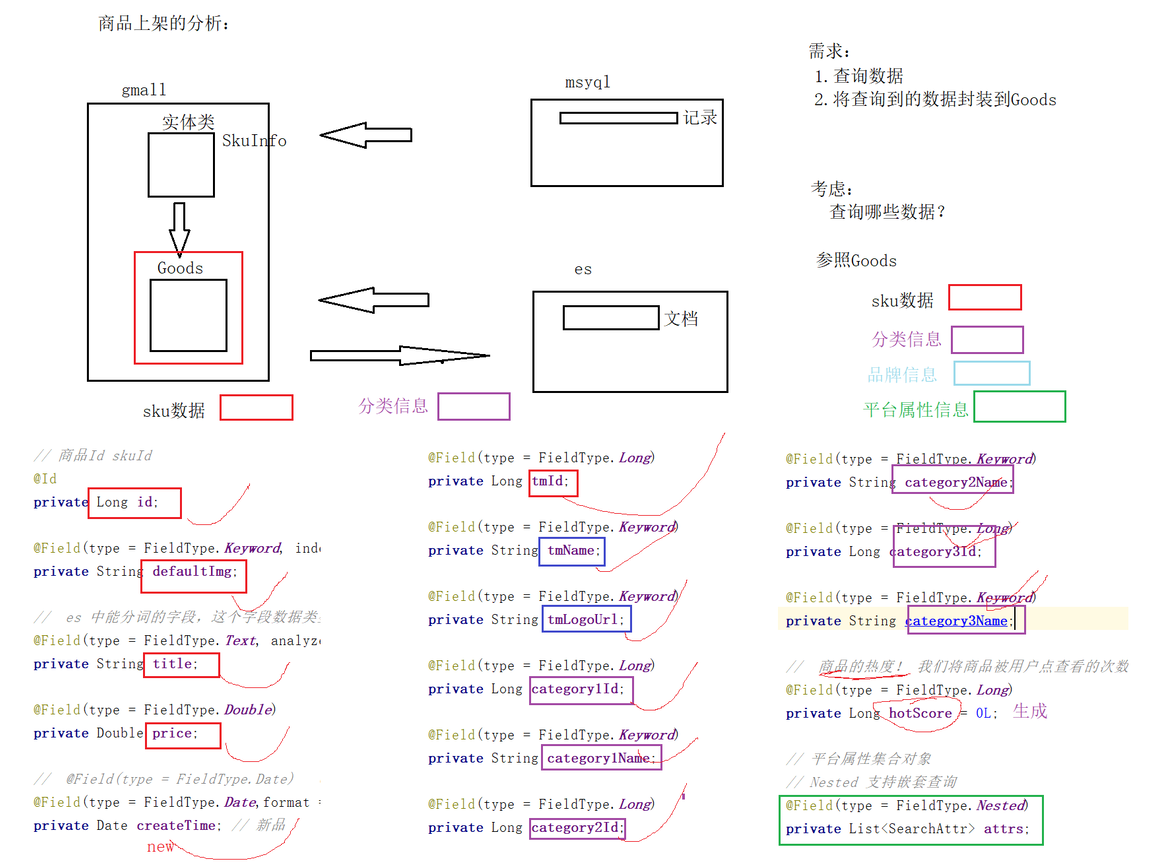 商品上架的分析：
需求：
1.查询数据
2.将查询到的数据封装到Goods
gmall
msyql
实体类
SkuInfo
记录
考虑：
查询哪些数据？
Goods
es
文档
参照Goods
sku数据
分类信息
品牌信息
平台属性信息
sku数据
分类信息
// 商品Id skuId
@Id
private Long id;
@Field(type = FieldType.Keyword, inde
private String defaultImg;
// es 中能分词的字段，这个字段数据类
@Field(type = FieldType.Text, analyze
private String title;
@Field(type = FieldType.Double)
private Double price;
// @Field(type = FieldType.Date)
@Field(type = FieldType.Date,format =
private Date createTime; // 新品
new
@Field(type = FieldType.Long)
private Long tmId;
@Field(type = FieldType.Keyword)
private String tmName;
@Field(type = FieldType.Keyword)
private String tmLogoUrl;
@Field(type = FieldType.Long)
private Long category1Id;
@Field(type = FieldType.Keyword)
private String category1Name;
@Field(type = FieldType.Long)
private Long category2Id;
@Field(type = FieldType.Keyword)
private String category2Name;
@Field(type = FieldType.Long)
private Long category3Id;
@Field(type = FieldType.Keyword)
private String category3Name;
// 商品的热度！ 我们将商品被用户点查看的次数
@Field(type = FieldType.Long)
private Long hotScore = 0L; 生成
// 平台属性集合对象
// Nested 支持嵌套查询
@Field(type = FieldType.Nested)
private List<SearchAttr> attrs;